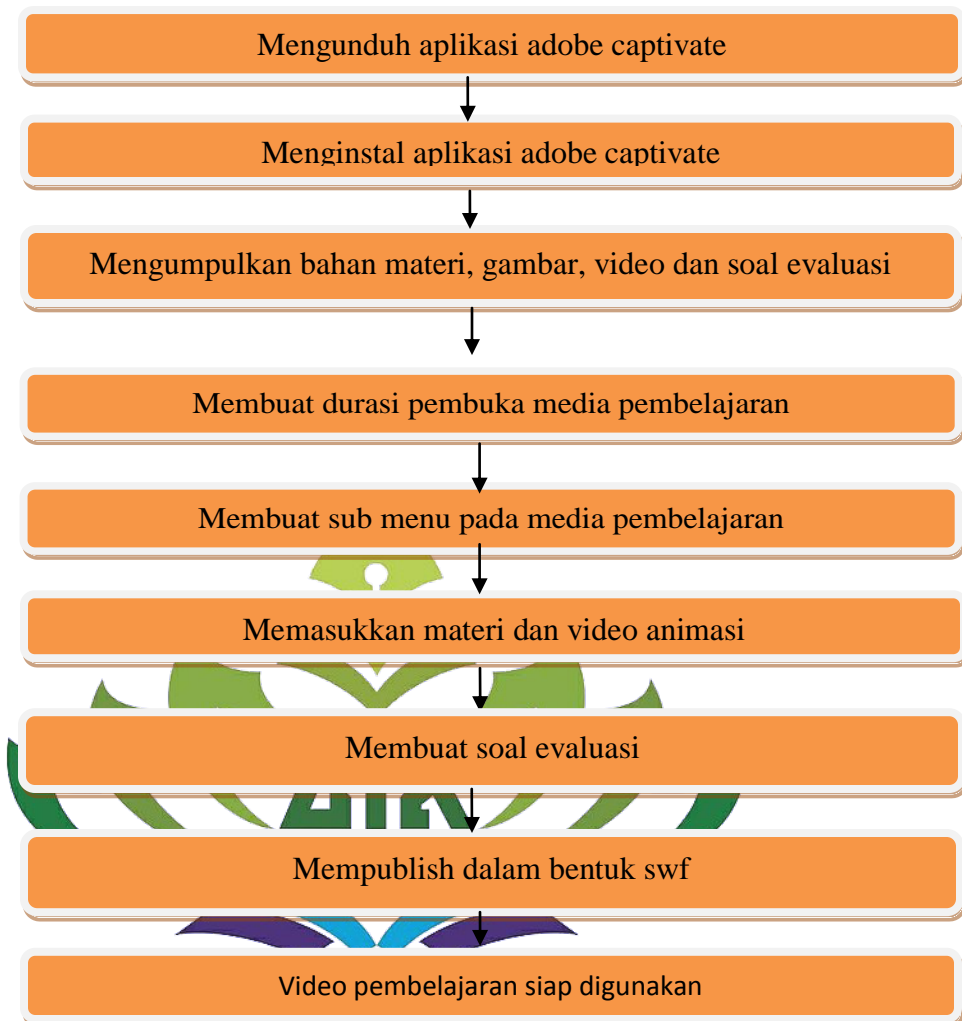 Mengunduh aplikasi adobe captivate
Menginstal aplikasi adobe captivate
Mengumpulkan bahan materi, gambar, video dan soal evaluasi
Membuat durasi pembuka media pembelajaran
Membuat sub menu pada media pembelajaran
Memasukkan materi dan video animasi
Membuat soal evaluasi
Mempublish dalam bentuk swf
Video pembelajaran siap digunakan